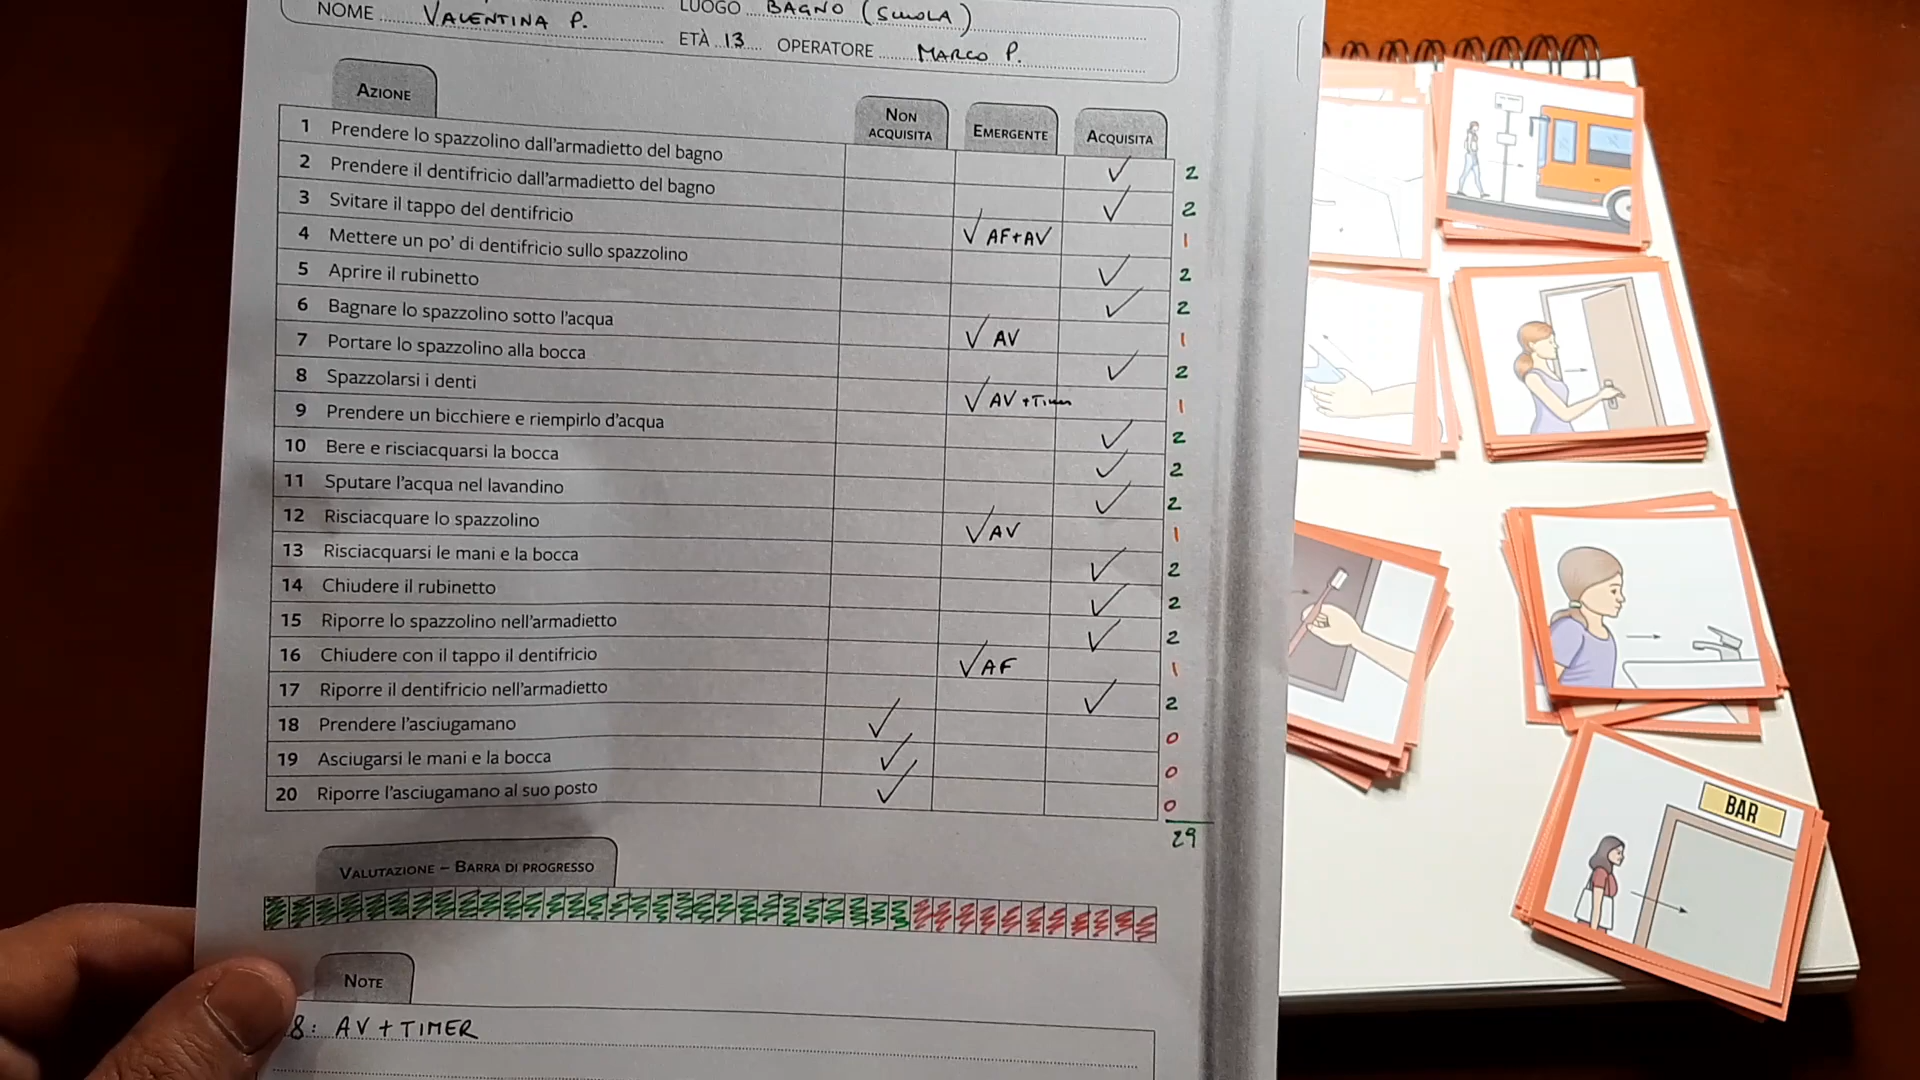 LUOGO BAGNO (SCUOLA)
NOME VALENTINA P.
ETÀ 13 OPERATORE MARCO P.
AZIONE
NON ACQUISITA
EMERGENTE
ACQUISITA
1 Prendere lo spazzolino dall'armadietto del bagno ✓ 2
2 Prendere il dentifricio dall'armadietto del bagno ✓ 2
3 Svitare il tappo del dentifricio ✓ AF+AV 1
4 Mettere un po' di dentifricio sullo spazzolino ✓ 2
5 Aprire il rubinetto ✓ 2
6 Bagnare lo spazzolino sotto l'acqua ✓ AV 1
7 Portare lo spazzolino alla bocca ✓ 2
8 Spazzolarsi i denti ✓ AV +Timer 1
9 Prendere un bicchiere e riempirlo d'acqua ✓ 2
10 Bere e risciacquarsi la bocca ✓ 2
11 Sputare l'acqua nel lavandino ✓ 2
12 Risciacquare lo spazzolino ✓ AV 1
13 Risciacquarsi le mani e la bocca ✓ 2
14 Chiudere il rubinetto ✓ 2
15 Riporre lo spazzolino nell'armadietto ✓ 2
16 Chiudere con il tappo il dentifricio ✓ AF 1
17 Riporre il dentifricio nell'armadietto ✓ 2
18 Prendere l'asciugamano ✓ 0
19 Asciugarsi le mani e la bocca ✓ 0
20 Riporre l'asciugamano al suo posto ✓ 0
29
VALUTAZIONE – BARRA DI PROGRESSO
NOTE
8: AV + TIMER
BAR